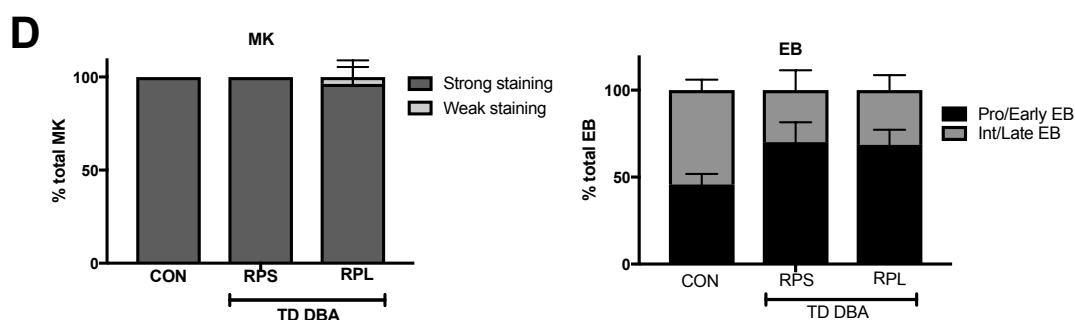 D
MK
% total MK
100
50
0
CON RPS RPL
TD DBA
Strong staining
Weak staining
EB
% total EB
100
50
0
CON RPS RPL
TD DBA
Pro/Early EB
Int/Late EB